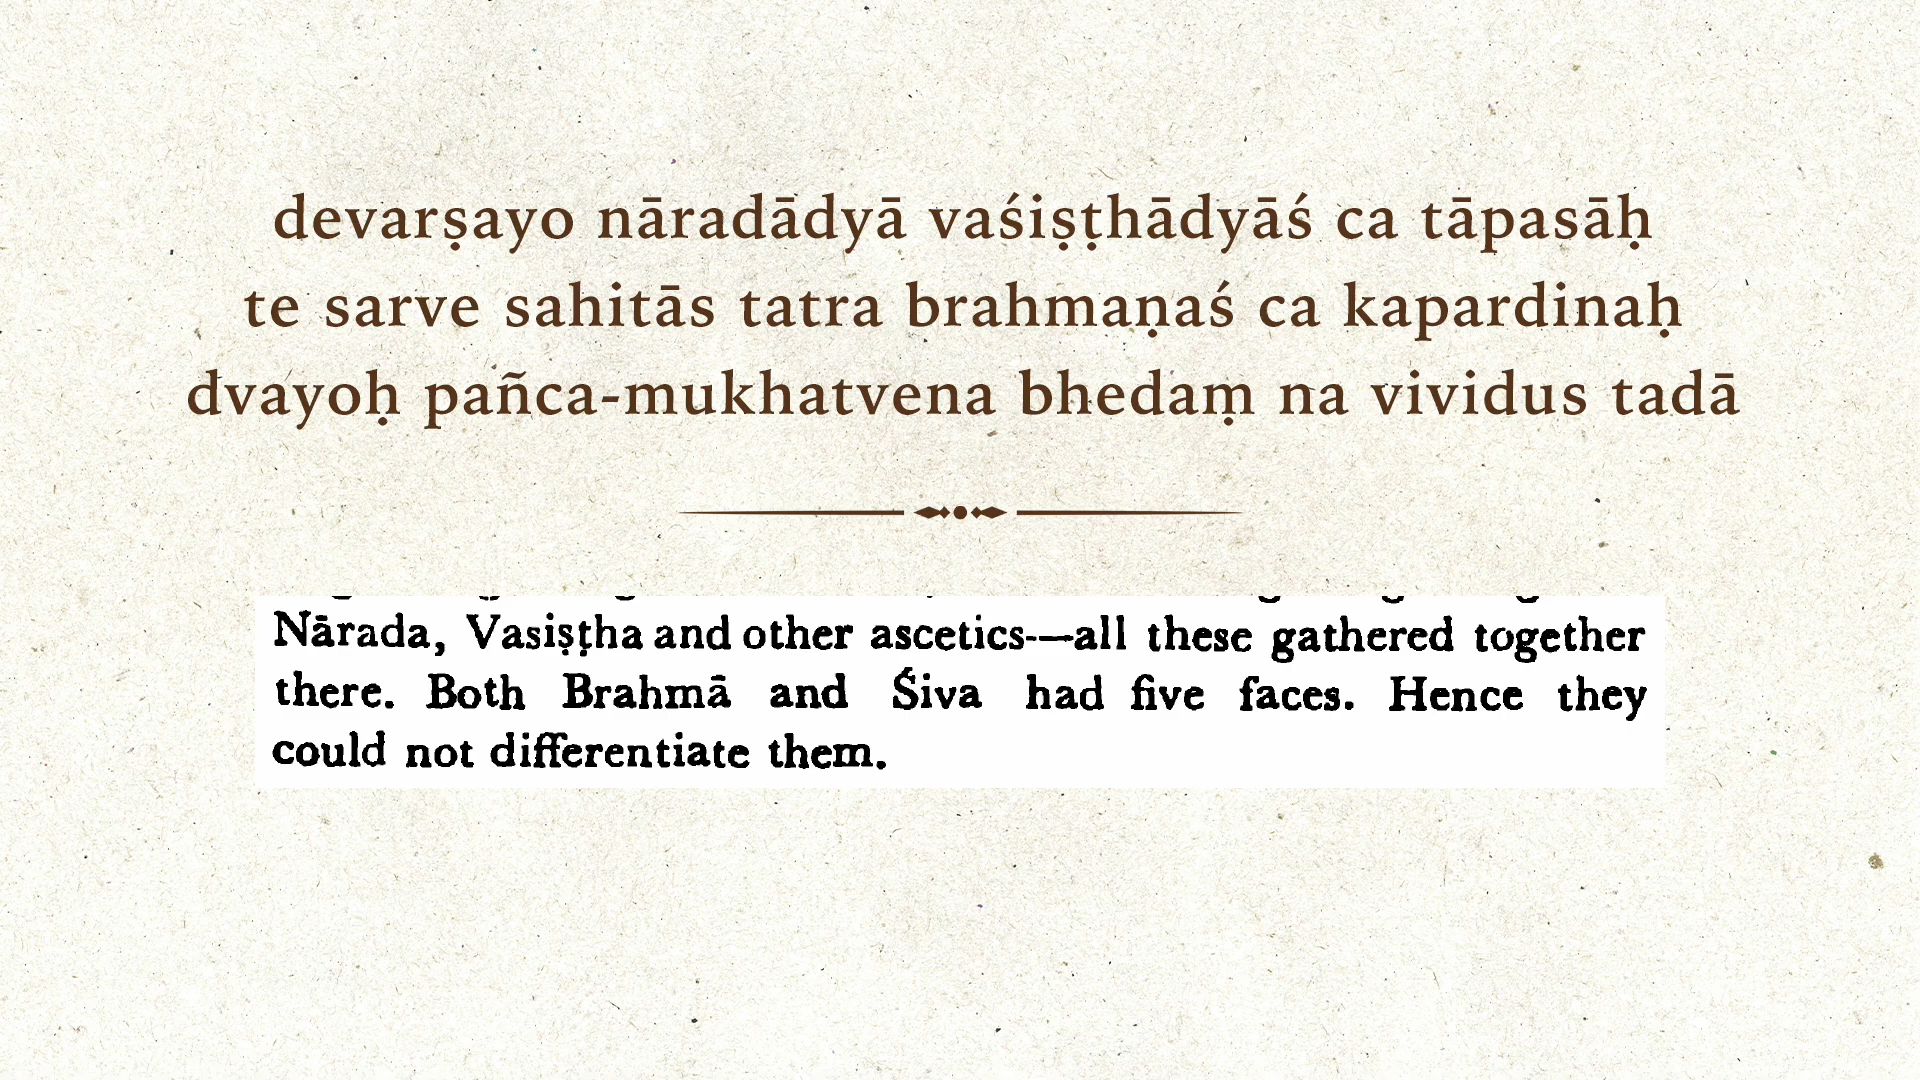 devarṣayo nāradādyā vaśiṣṭhādyāś ca tāpasāḥ
te sarve sahitās tatra brahmaṇaś ca kapardinaḥ
dvayoḥ pañca-mukhatvena bhedaṃ na vividus tadā
Nārada, Vasiṣṭha and other ascetics--—all these gathered together
there. Both Brahmā and Śiva had five faces. Hence they
could not differentiate them.